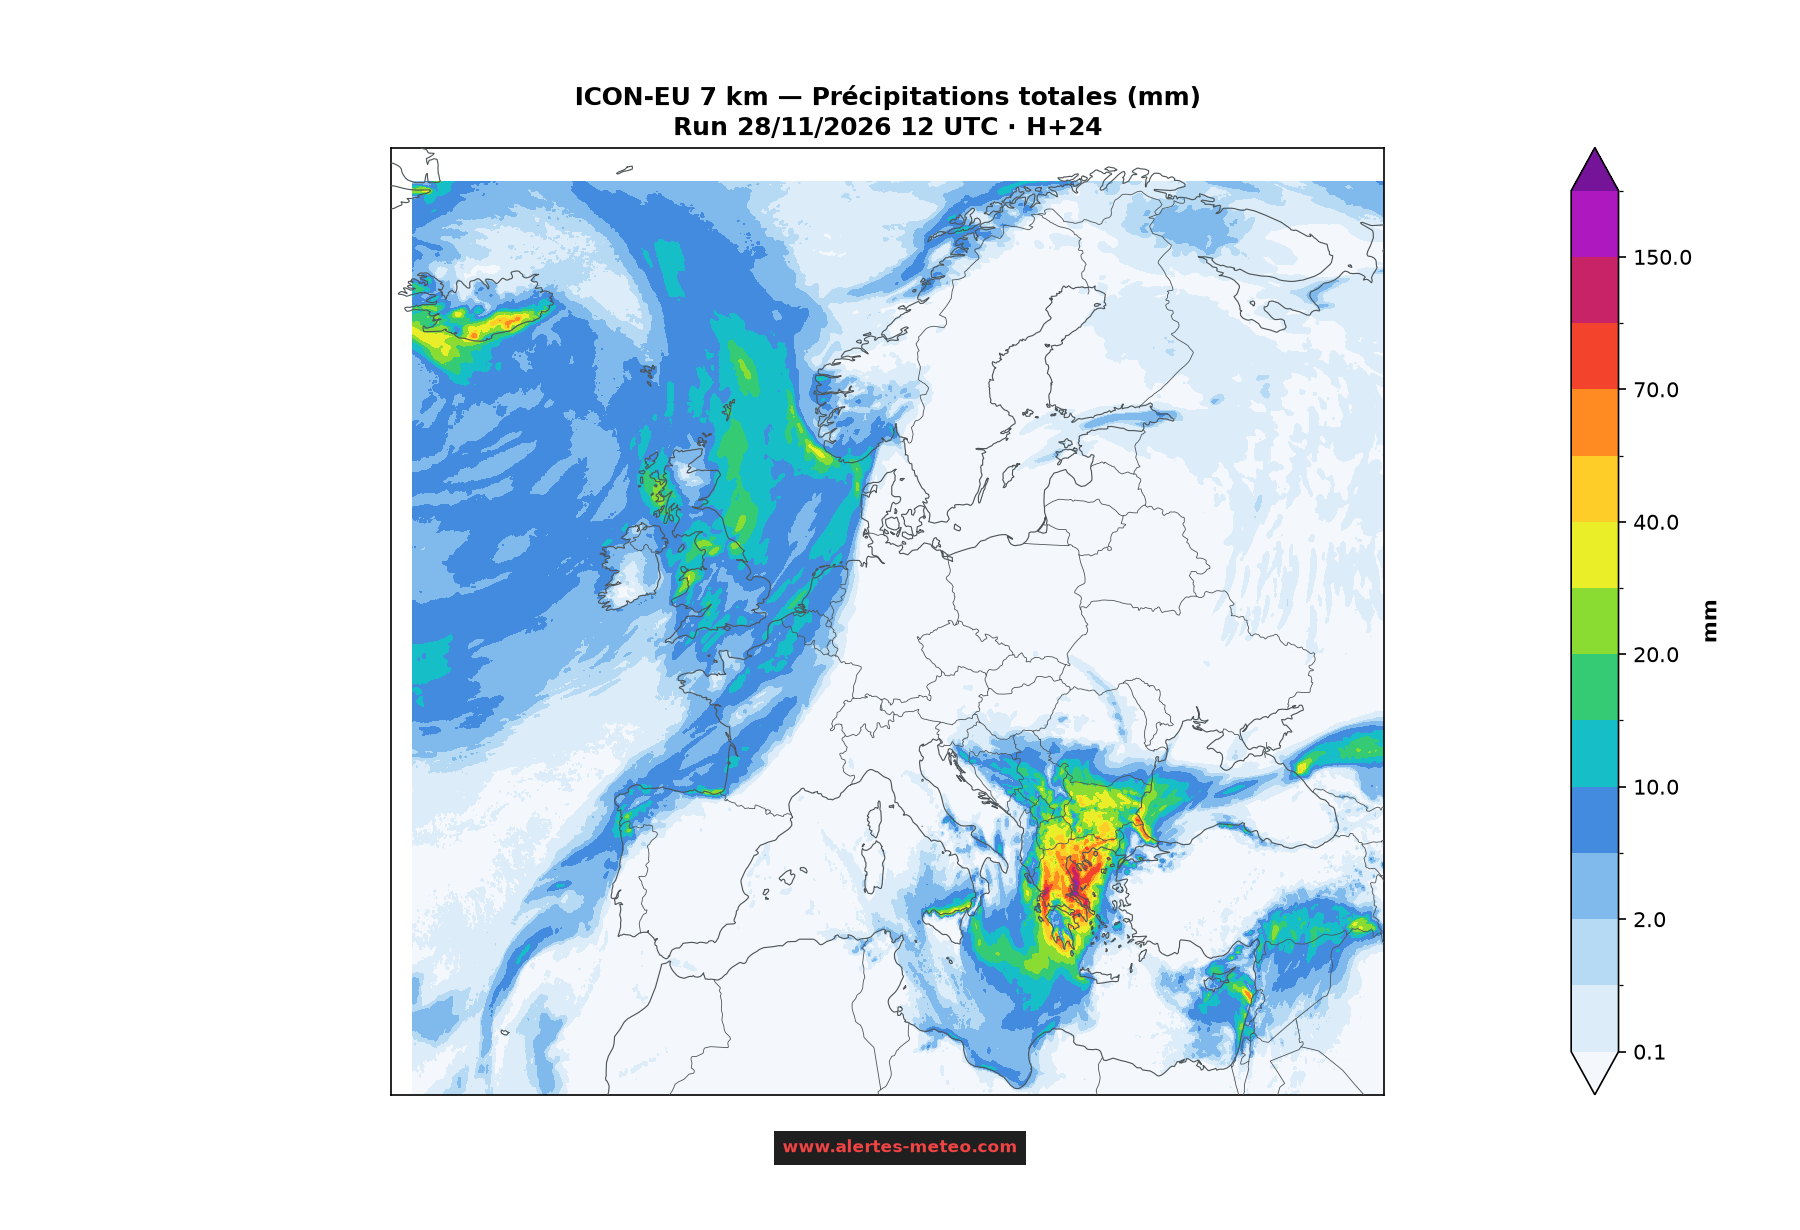 ICON-EU 7 km — Précipitations totales (mm)
Run 28/11/2026 12 UTC · H+24
150.0
70.0
40.0
20.0
10.0
2.0
0.1
mm
www.alertes-meteo.com